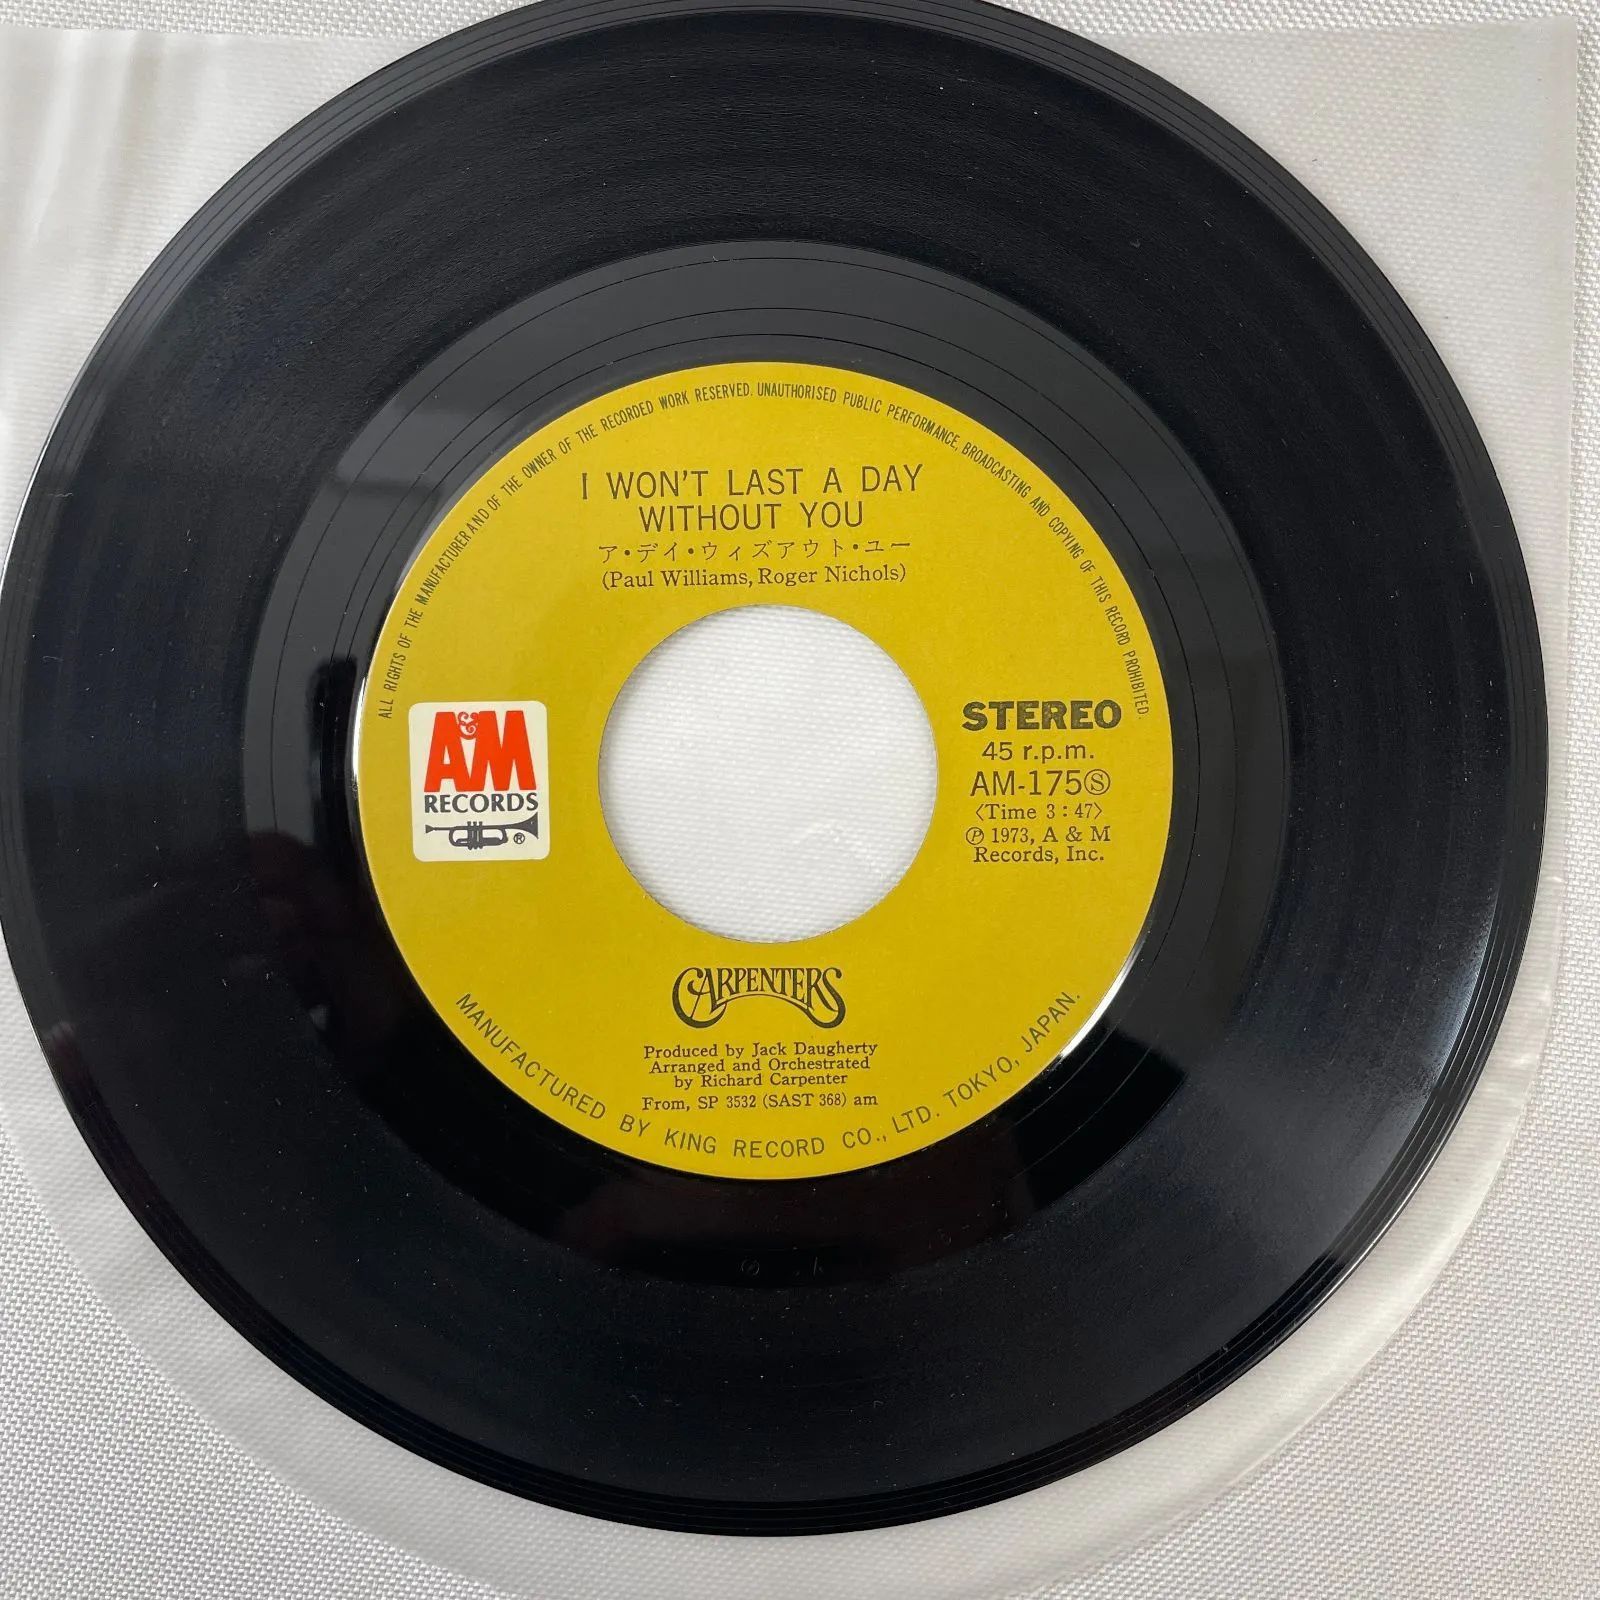 ALL RIGHTS OF THE MANUFACTURER AND OF THE OWNER OF THE RECORDED WORK RESERVED. UNAUTHORISED PUBLIC PERFORMANCE, BROADCASTING AND COPYING OF THIS RECORD PROHIBITED.
I WON'T LAST A DAY
WITHOUT YOU
ア・デイ・ウィズアウト・ユー
(Paul Williams, Roger Nichols)
A&M
RECORDS
®
STEREO
45 r.p.m.
AM-175Ⓢ
〈Time 3:47〉
℗ 1973, A & M
Records, Inc.
CARPENTERS
Produced by Jack Daugherty
Arranged and Orchestrated
by Richard Carpenter
From, SP 3532 (SAST 368) am
MANUFACTURED BY KING RECORD CO., LTD. TOKYO, JAPAN.